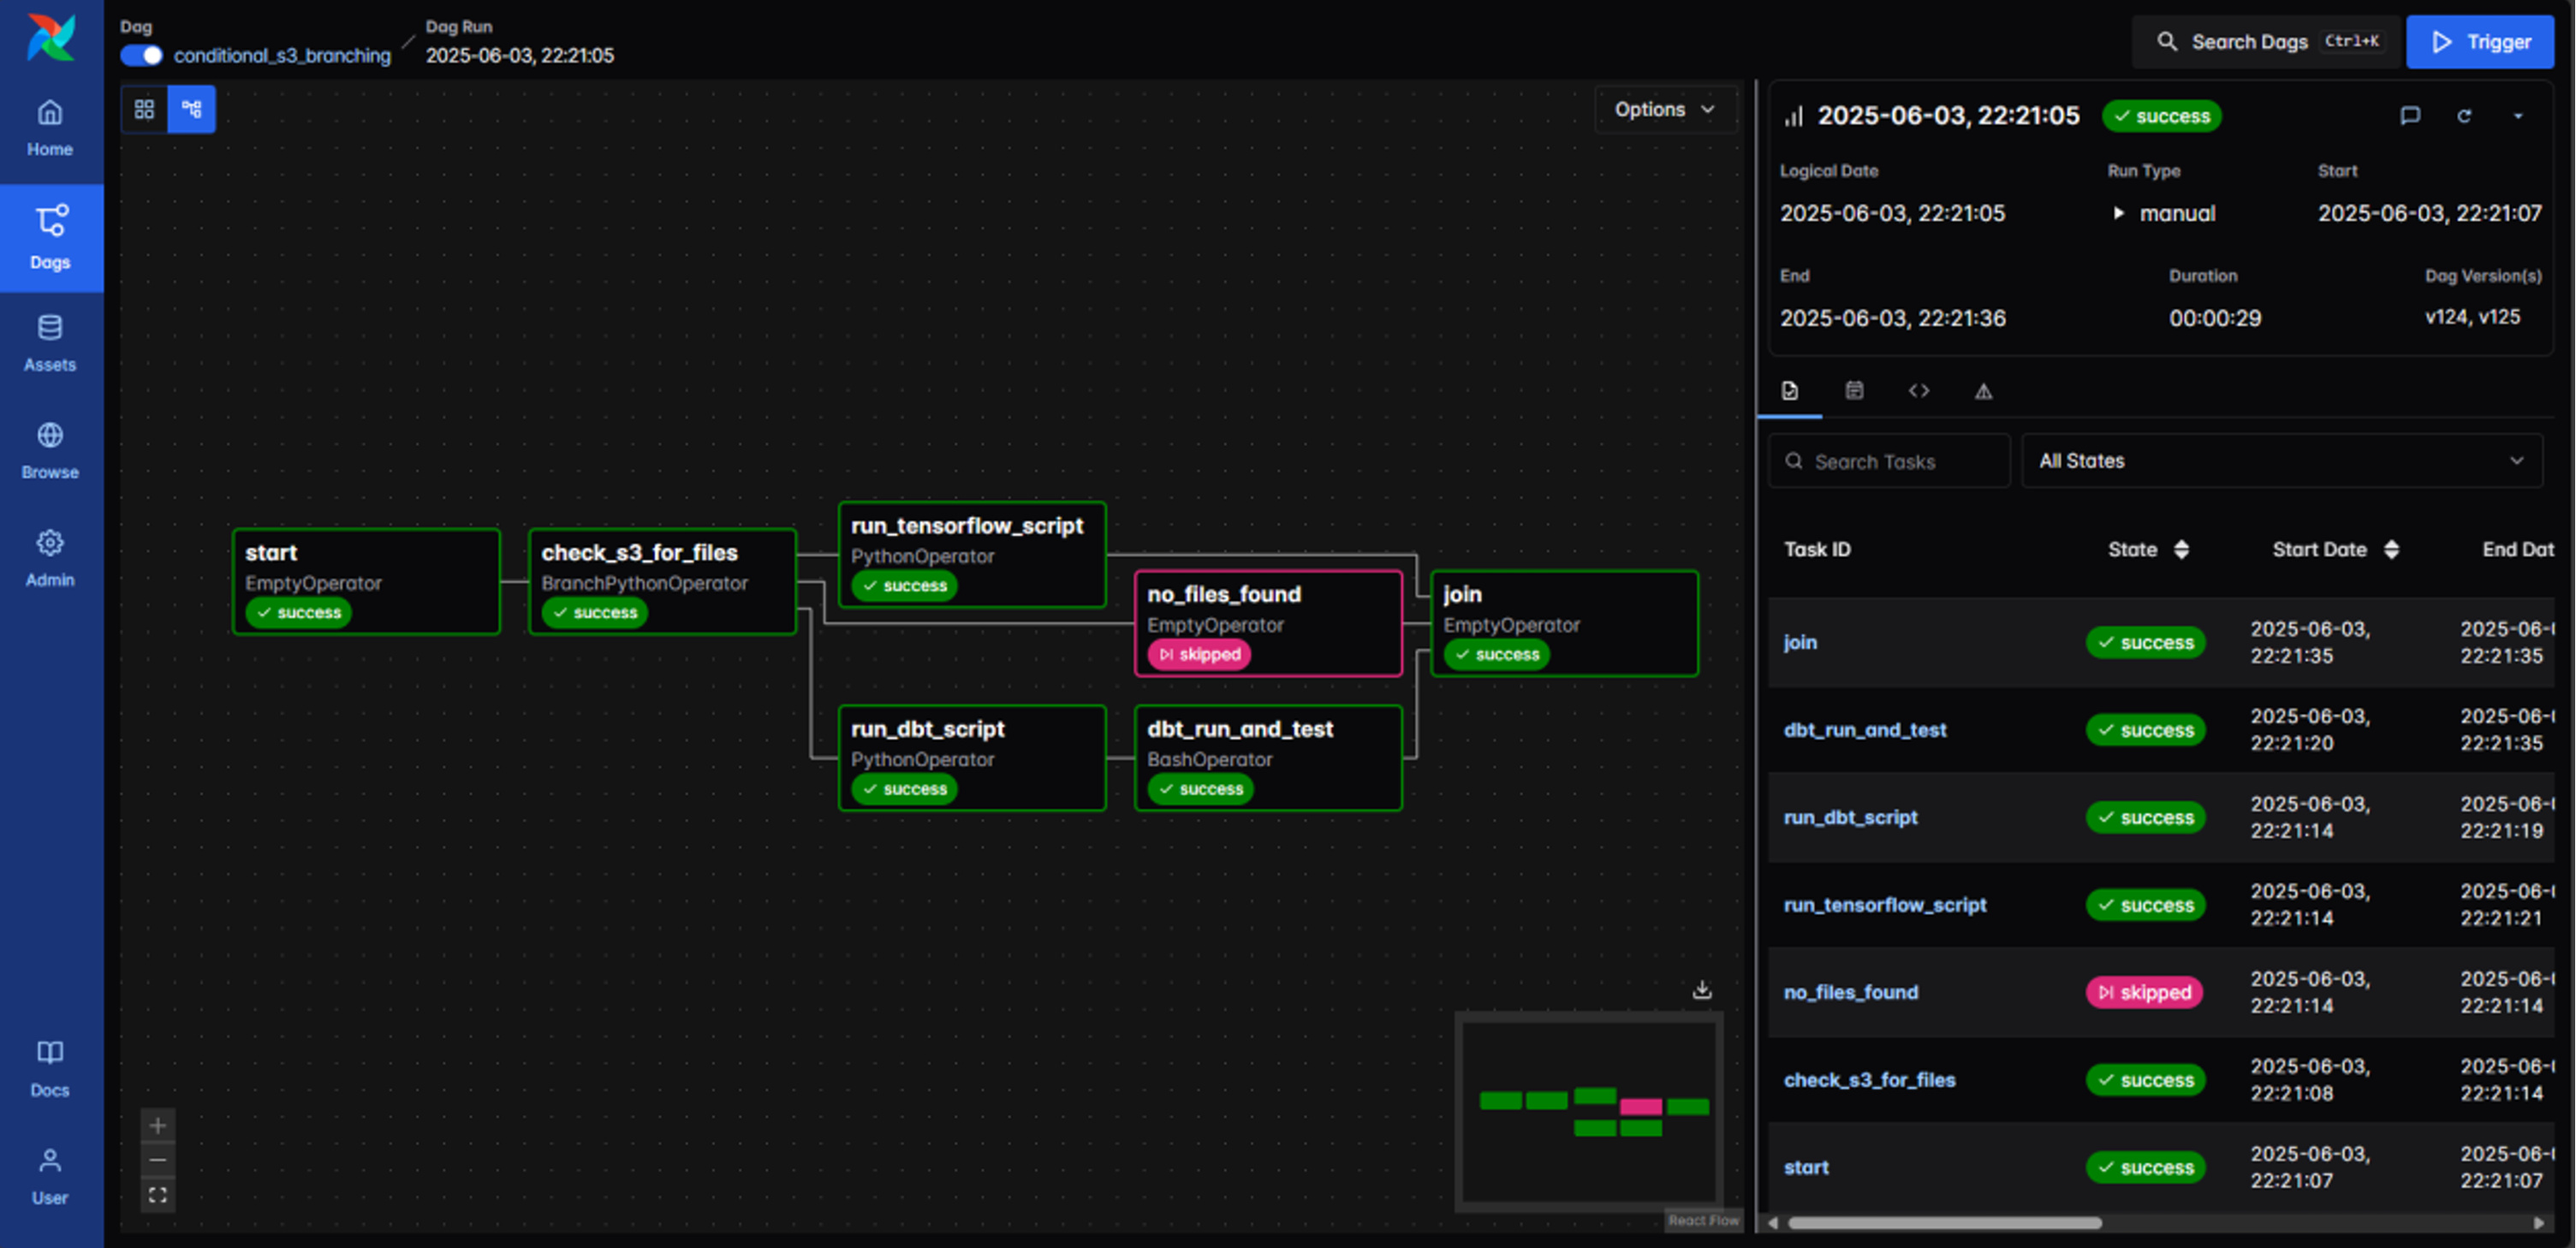 Dag
conditional_s3_branching
/
Dag Run
2025-06-03, 22:21:05
Search Dags Ctrl+K
Trigger
Home
Dags
Assets
Browse
Admin
Docs
User
Options
start
EmptyOperator
success
check_s3_for_files
BranchPythonOperator
success
run_tensorflow_script
PythonOperator
success
no_files_found
EmptyOperator
skipped
join
EmptyOperator
success
run_dbt_script
PythonOperator
success
dbt_run_and_test
BashOperator
success
React Flow
2025-06-03, 22:21:05 success
Logical Date Run Type Start
2025-06-03, 22:21:05 manual 2025-06-03, 22:21:07
End Duration Dag Version(s)
2025-06-03, 22:21:36 00:00:29 v124, v125
Search Tasks
All States
Task ID State Start Date End Dat
join success 2025-06-03, 22:21:35 2025-06- 22:21:35
dbt_run_and_test success 2025-06-03, 22:21:20 2025-06- 22:21:35
run_dbt_script success 2025-06-03, 22:21:14 2025-06- 22:21:19
run_tensorflow_script success 2025-06-03, 22:21:14 2025-06- 22:21:21
no_files_found skipped 2025-06-03, 22:21:14 2025-06- 22:21:14
check_s3_for_files success 2025-06-03, 22:21:08 2025-06- 22:21:14
start success 2025-06-03, 22:21:07 2025-06- 22:21:07